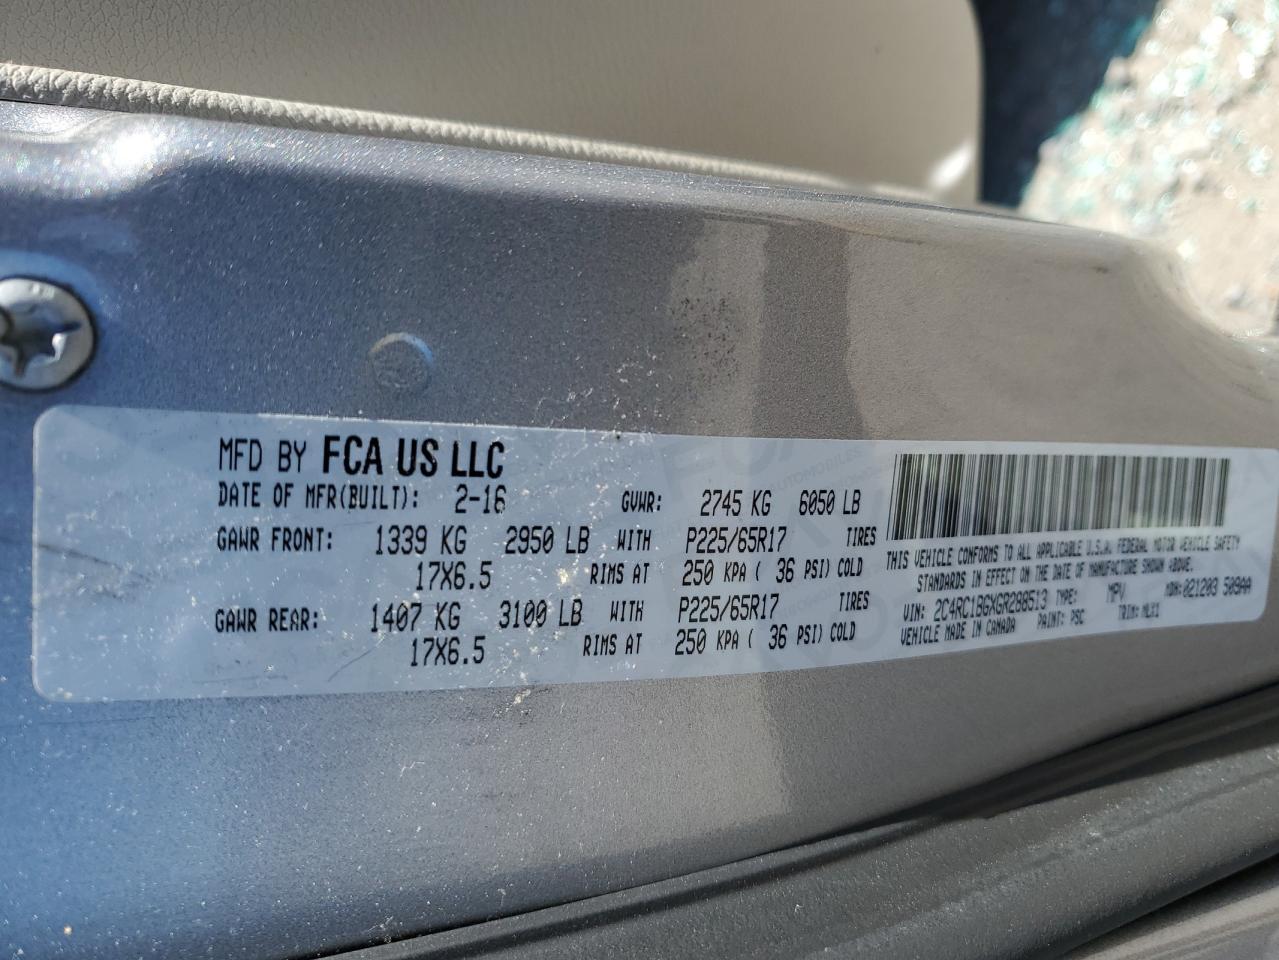 MFD BY FCA US LLC
DATE OF MFR(BUILT): 2-16 GVWR: 2745 KG 6050 LB
GAWR FRONT: 1339 KG 2950 LB WITH P225/65R17 TIRES
17X6.5 RIMS AT 250 KPA ( 36 PSI) COLD
GAWR REAR: 1407 KG 3100 LB WITH P225/65R17 TIRES
17X6.5 RIMS AT 250 KPA ( 36 PSI) COLD
THIS VEHICLE CONFORMS TO ALL APPLICABLE U.S.A. FEDERAL MOTOR VEHICLE SAFETY
STANDARDS IN EFFECT ON THE DATE OF MANUFACTURE SHOWN ABOVE.
VIN: 2C4RC1BGXGR288513 TYPE: MPV MDH: 021203 509AA
VEHICLE MADE IN CANADA PAINT: PSC TRIM: